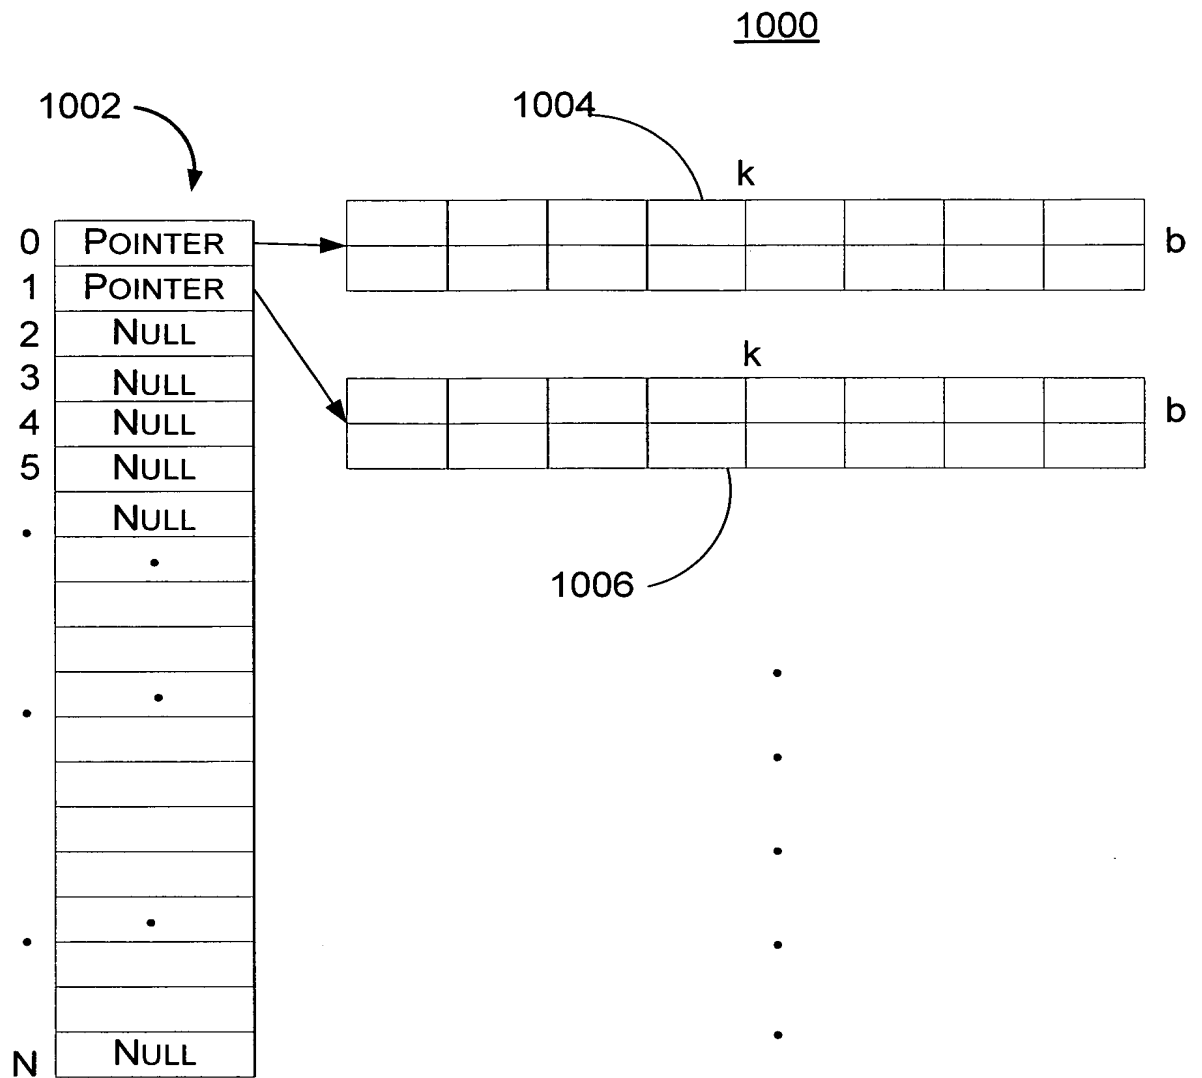 1000
1002
1004
k
0 POINTER
b
1 POINTER
2 NULL
k
3 NULL
4 NULL
b
5 NULL
NULL
1006
N NULL